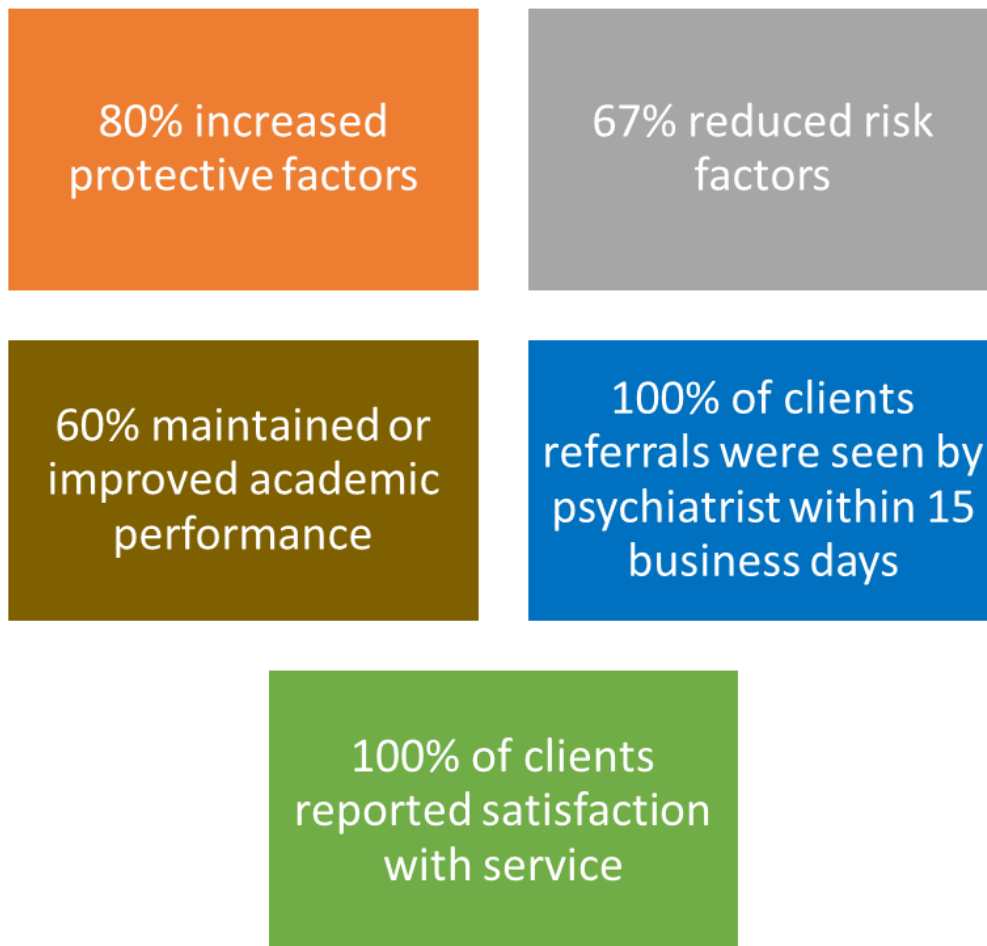 80% increased
protective factors
67% reduced risk
factors
60% maintained or
improved academic
performance
100% of clients
referrals were seen by
psychiatrist within 15
business days
100% of clients
reported satisfaction
with service